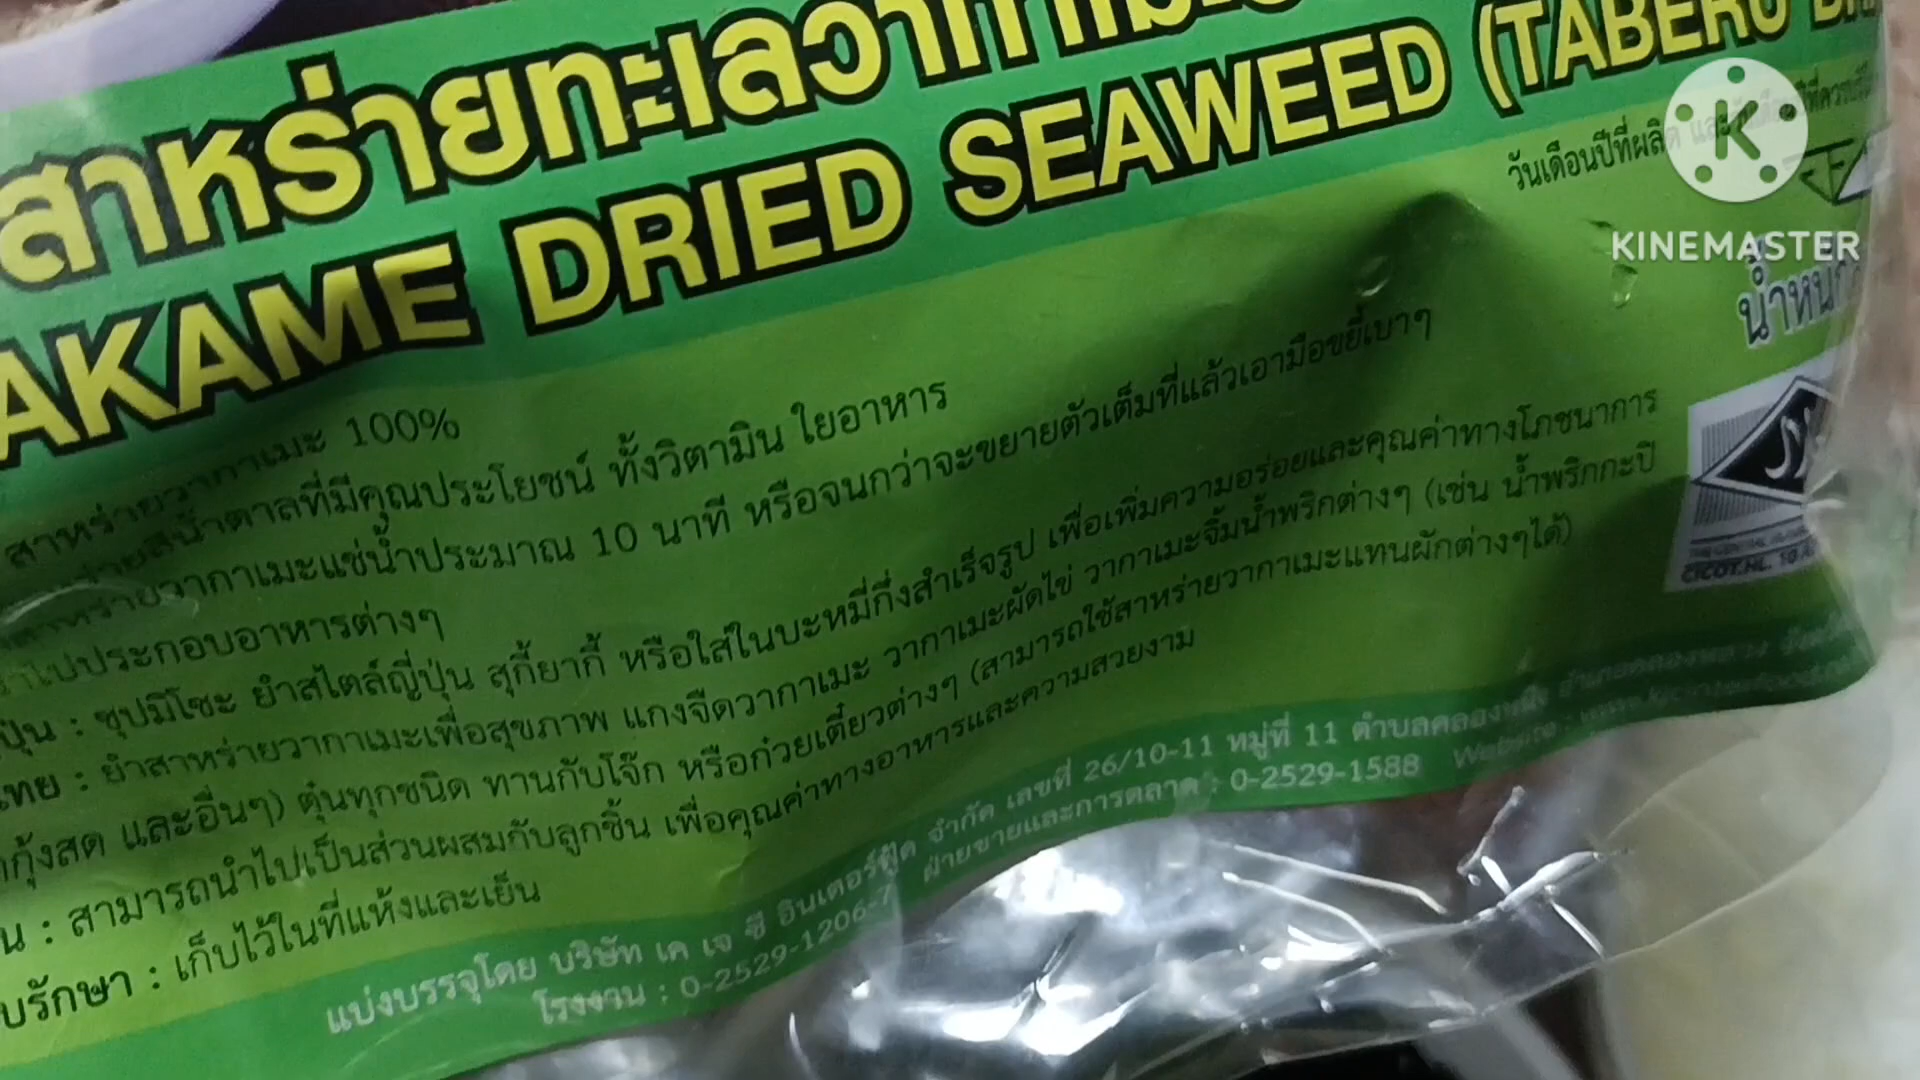 สาหร่ายทะเลวากาเมะ
WAKAME DRIED SEAWEED (TABERU
วันเดือนปีที่ผลิต
KINEMASTER
สาหร่ายวากาเมะ 100%
สีน้ำตาลที่มีคุณประโยชน์ ทั้งวิตามิน ใยอาหาร
สาหร่ายวากาเมะแช่น้ำประมาณ 10 นาที หรือจนกว่าจะขยายตัวเต็มที่แล้วเอามือขยี้เบาๆ
นำไปประกอบอาหารต่างๆ
ปุ่น : ซุปมิโซะ ยำสไตล์ญี่ปุ่น สุกี้ยากี้ หรือใส่ในบะหมี่กึ่งสำเร็จรูป เพื่อเพิ่มความอร่อยและคุณค่าทางโภชนาการ
ไทย : ยำสาหร่ายวากาเมะเพื่อสุขภาพ แกงจืดวากาเมะ วากาเมะผัดไข่ วากาเมะจิ้มน้ำพริกต่างๆ (เช่น น้ำพริกกะปิ
กุ้งสด และอื่นๆ) ตุ๋นทุกชนิด ทานกับโจ๊ก หรือก๋วยเตี๋ยวต่างๆ (สามารถใช้สาหร่ายวากาเมะแทนผักต่างๆได้)
น : สามารถนำไปเป็นส่วนผสมกับลูกชิ้น เพื่อคุณค่าทางอาหารและความสวยงาม
บรักษา : เก็บไว้ในที่แห้งและเย็น
แบ่งบรรจุโดย บริษัท เค เจ ซี อินเตอร์ฟู้ด จำกัด เลขที่ 26/10-11 หมู่ที่ 11 ตำบลคลองหนึ่ง อำเภอคลองหลวง
โรงงาน : 0-2529-1206-7 ฝ่ายขายและการตลาด : 0-2529-1588 Website :